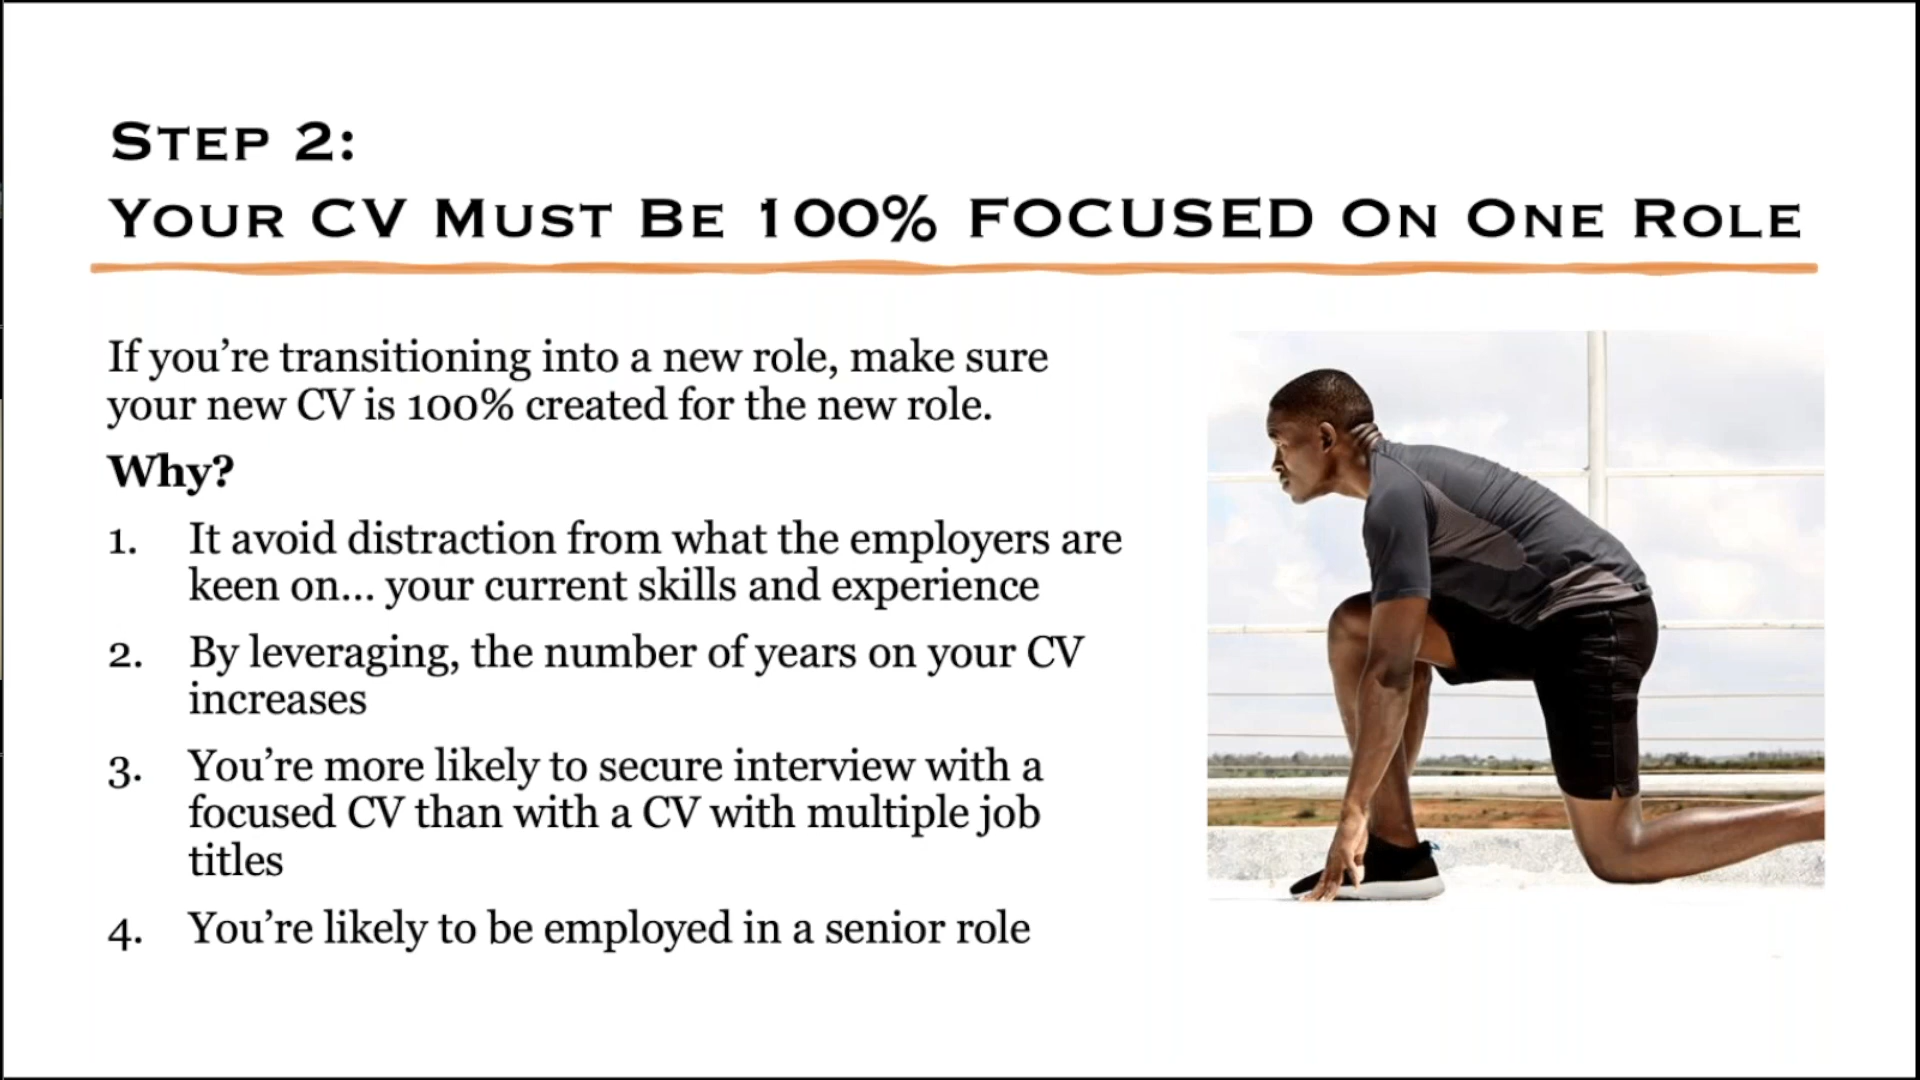 STEP 2:
YOUR CV MUST BE 100% FOCUSED ON ONE ROLE
If you’re transitioning into a new role, make sure
your new CV is 100% created for the new role.
Why?
1. It avoid distraction from what the employers are
keen on... your current skills and experience
2. By leveraging, the number of years on your CV
increases
3. You’re more likely to secure interview with a
focused CV than with a CV with multiple job
titles
4. You’re likely to be employed in a senior role